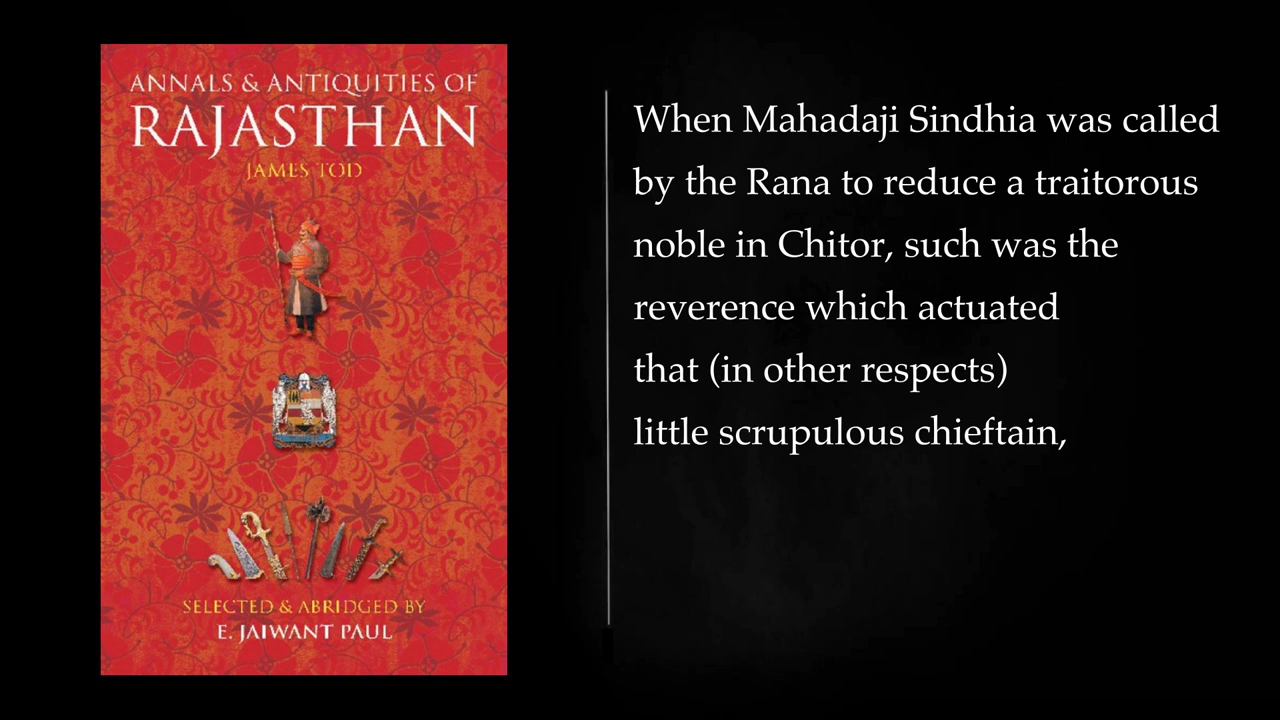 ANNALS & ANTIQUITIES OF
RAJASTHAN
JAMES TOD
SELECTED & ABRIDGED BY
E. JAIWANT PAUL
When Mahadaji Sindhia was called
by the Rana to reduce a traitorous
noble in Chitor, such was the
reverence which actuated
that (in other respects)
little scrupulous chieftain,